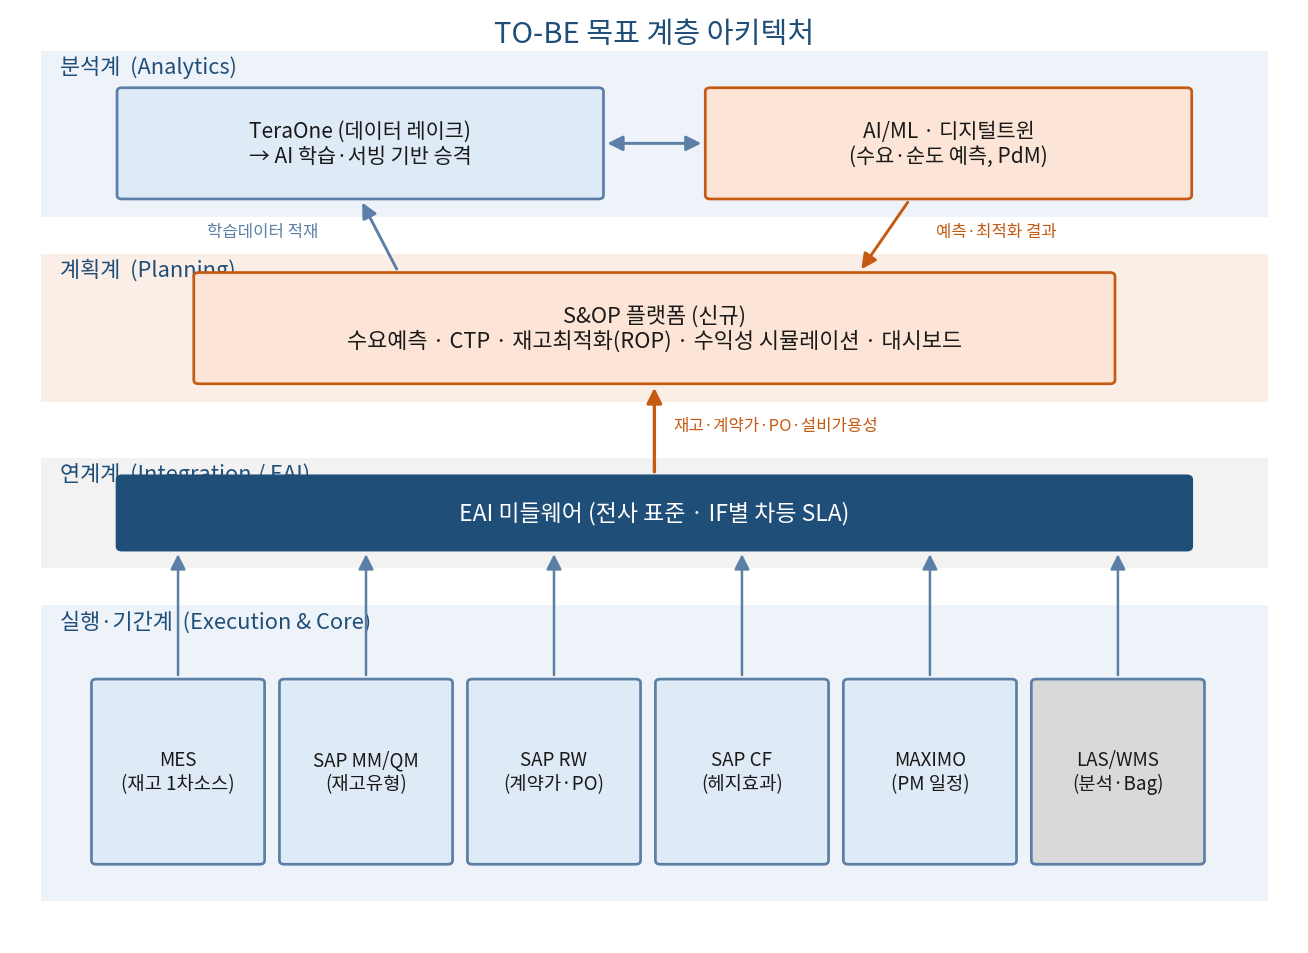 TO-BE 목표 계층 아키텍처
분석계 (Analytics)
TeraOne (데이터 레이크)
→ AI 학습·서빙 기반 승격
AI/ML · 디지털트윈
(수요·순도 예측, PdM)
학습데이터 적재
예측·최적화 결과
계획계 (Planning)
S&OP 플랫폼 (신규)
수요예측 · CTP · 재고최적화(ROP) · 수익성 시뮬레이션 · 대시보드
재고·계약가·PO·설비가용성
연계계 (Integration / EAI)
EAI 미들웨어 (전사 표준 · IF별 차등 SLA)
실행·기간계 (Execution & Core)
MES
(재고 1차소스)
SAP MM/QM
(재고유형)
SAP RW
(계약가·PO)
SAP CF
(헤지효과)
MAXIMO
(PM 일정)
LAS/WMS
(분석·Bag)